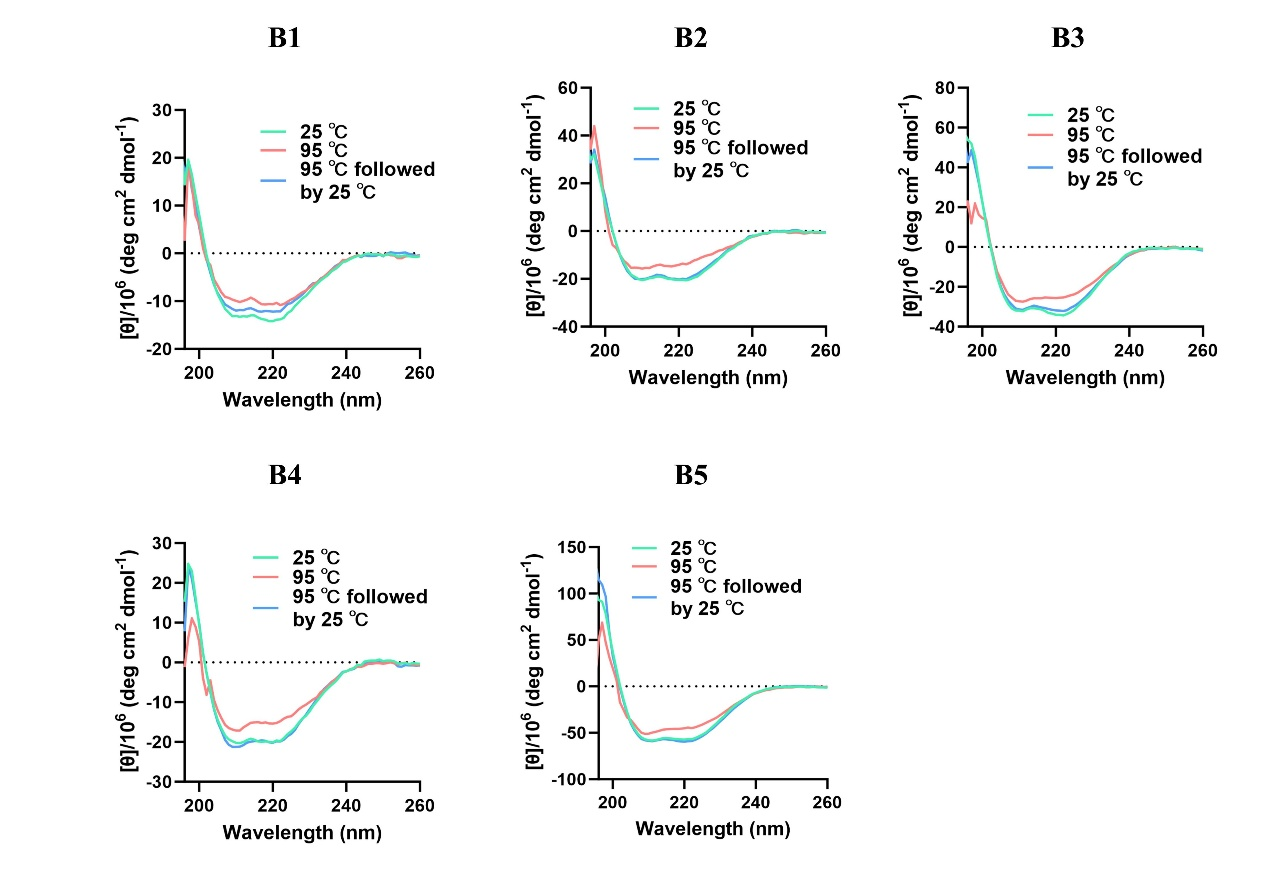 B1
B2
B3
[θ]/10⁶ (deg cm² dmol⁻¹)
30
20
10
0
-10
-20
25 ℃
95 ℃
95 ℃ followed
by 25 ℃
200
220
240
260
Wavelength (nm)
[θ]/10⁶ (deg cm² dmol⁻¹)
60
40
20
0
-20
-40
25 ℃
95 ℃
95 ℃ followed
by 25 ℃
200
220
240
260
Wavelength (nm)
[θ]/10⁶ (deg cm² dmol⁻¹)
80
60
40
20
0
-20
-40
25 ℃
95 ℃
95 ℃ followed
by 25 ℃
200
220
240
260
Wavelength (nm)
B4
B5
[θ]/10⁶ (deg cm² dmol⁻¹)
30
20
10
0
-10
-20
-30
25 ℃
95 ℃
95 ℃ followed
by 25 ℃
200
220
240
260
Wavelength (nm)
[θ]/10⁶ (deg cm² dmol⁻¹)
150
100
50
0
-50
-100
25 ℃
95 ℃
95 ℃ followed
by 25 ℃
200
220
240
260
Wavelength (nm)